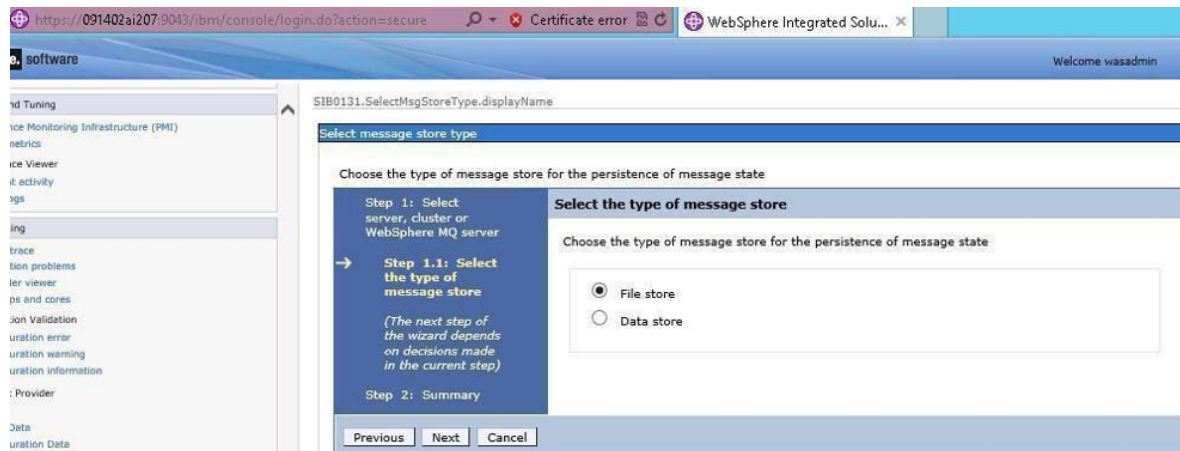 https://091402ai207:9043/ibm/console/login.do?action=secure
Certificate error
WebSphere Integrated Solu...
software
Welcome wasadmin
nd Tuning
nce Monitoring Infrastructure (PMI)
metrics
ce Viewer
t activity
ogs
ing
trace
tion problems
ler viewer
ps and cores
ion Validation
uration error
uration warning
uration information
Provider
Data
uration Data
SIB0131.SelectMsgStoreType.displayName
Select message store type
Choose the type of message store for the persistence of message state
Step 1: Select
server, cluster or
WebSphere MQ server
Step 1.1: Select
the type of
message store
(The next step of
the wizard depends
on decisions made
in the current step)
Step 2: Summary
Select the type of message store
Choose the type of message store for the persistence of message state
File store
Data store
Previous Next Cancel